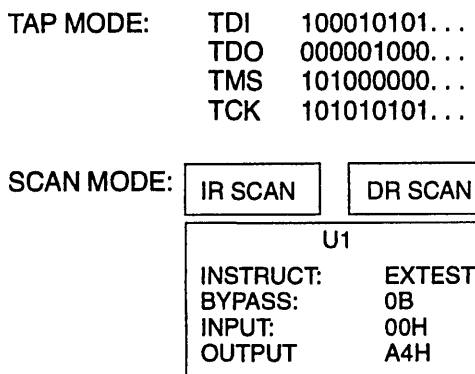 TAP MODE: TDI 100010101...
TDO 000001000...
TMS 101000000...
TCK 101010101...
SCAN MODE: IR SCAN DR SCAN
U1
INSTRUCT: EXTEST
BYPASS: 0B
INPUT: 00H
OUTPUT A4H